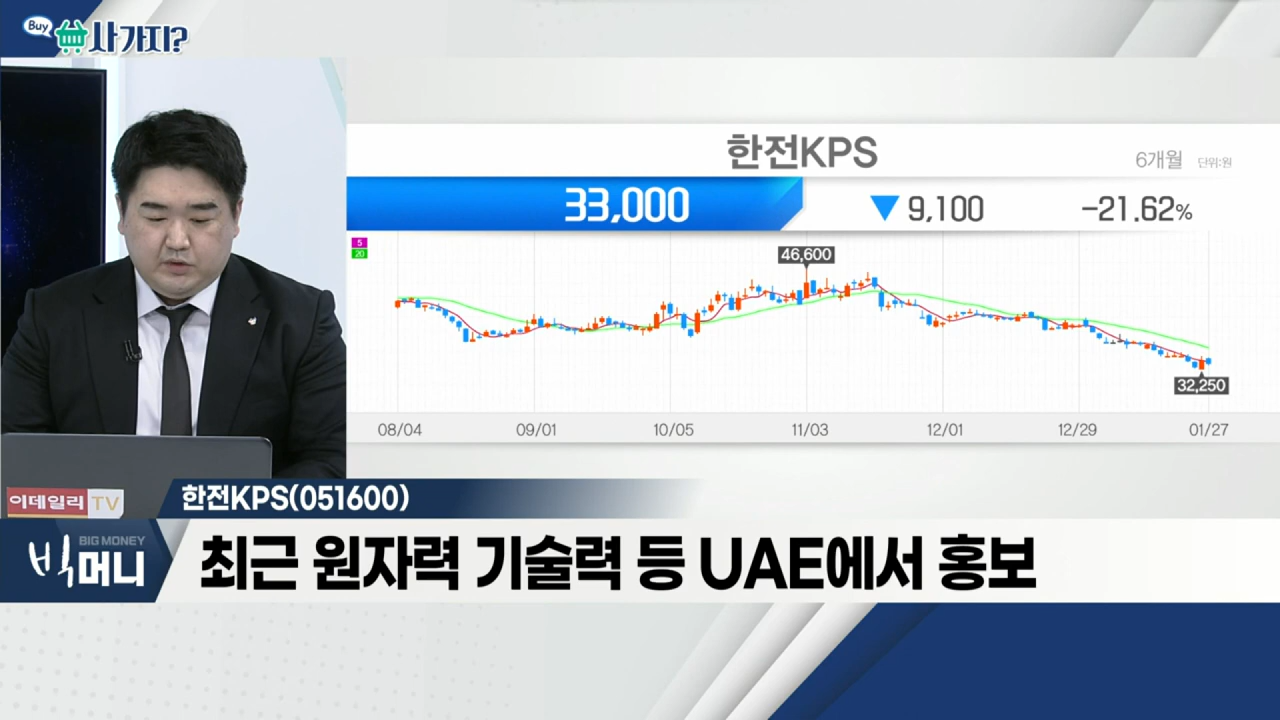 Buy 사가지?
한전KPS
6개월 단위:원
33,000 ▼ 9,100 -21.62%
5
20
46,600
32,250
08/04 09/01 10/05 11/03 12/01 12/29 01/27
이데일리 TV
한전KPS(051600)
BIG MONEY
빅머니
최근 원자력 기술력 등 UAE에서 홍보